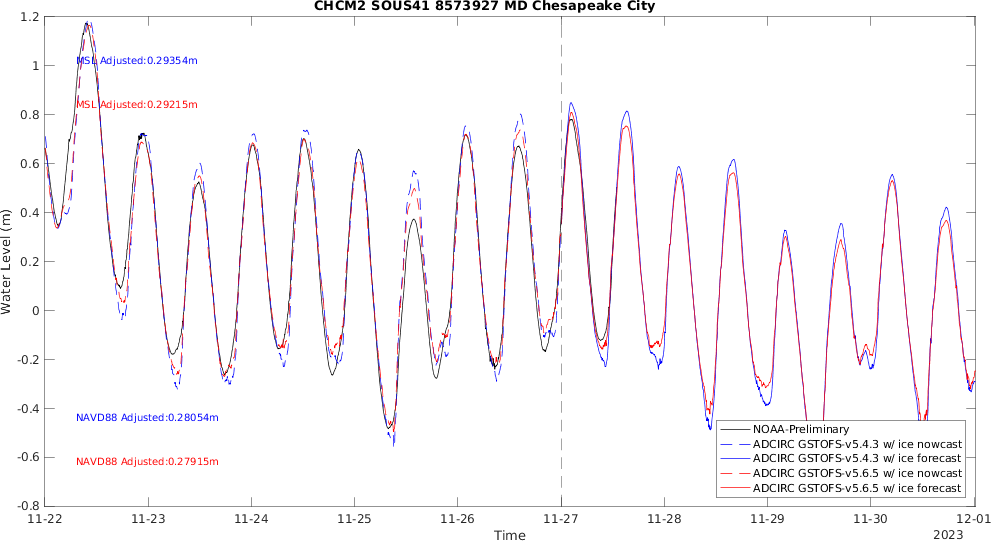 CHCM2 SOUS41 8573927 MD Chesapeake City
1.2
1
0.8
0.6
0.4
0.2
0
-0.2
-0.4
-0.6
-0.8
Water Level (m)
MSL Adjusted:0.29354m
MSL Adjusted:0.29215m
NAVD88 Adjusted:0.28054m
NAVD88 Adjusted:0.27915m
NOAA-Preliminary
ADCIRC GSTOFS-v5.4.3 w/ ice nowcast
ADCIRC GSTOFS-v5.4.3 w/ ice forecast
ADCIRC GSTOFS-v5.6.5 w/ ice nowcast
ADCIRC GSTOFS-v5.6.5 w/ ice forecast
11-22 11-23 11-24 11-25 11-26 11-27 11-28 11-29 11-30 12-01
Time
2023